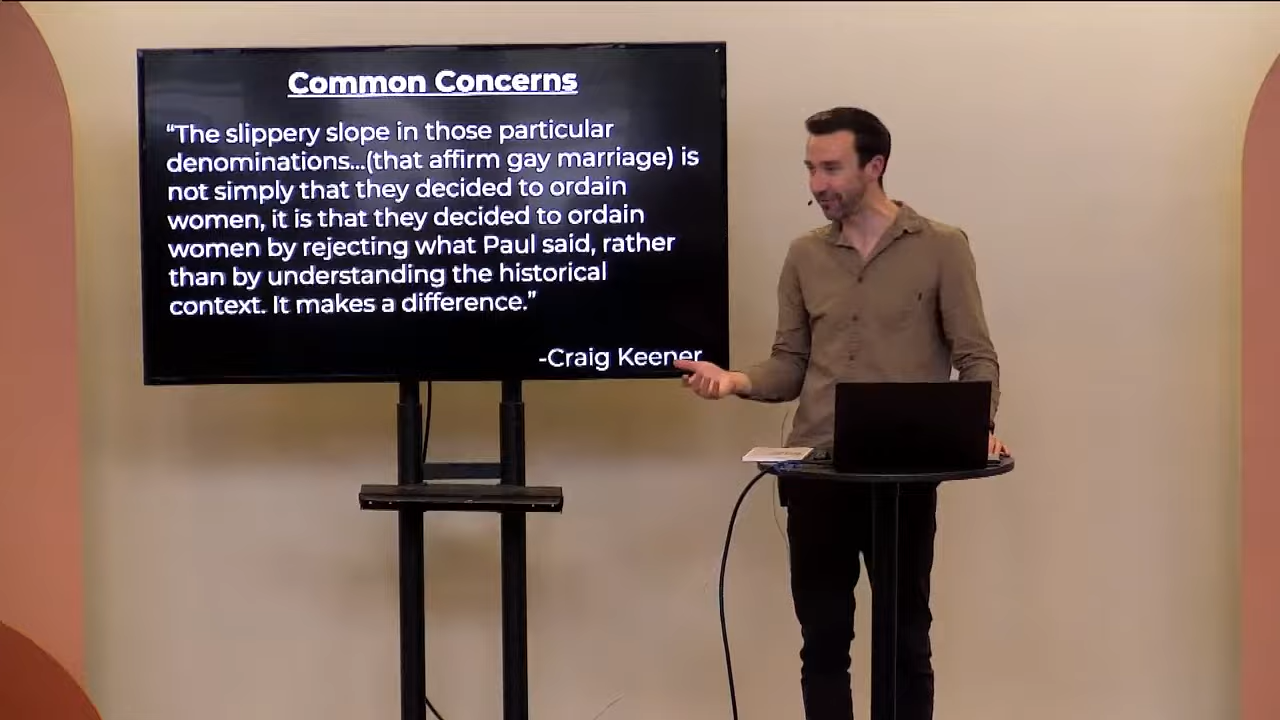 Common Concerns
“The slippery slope in those particular
denominations...(that affirm gay marriage) is
not simply that they decided to ordain
women, it is that they decided to ordain
women by rejecting what Paul said, rather
than by understanding the historical
context. It makes a difference.”
-Craig Keener